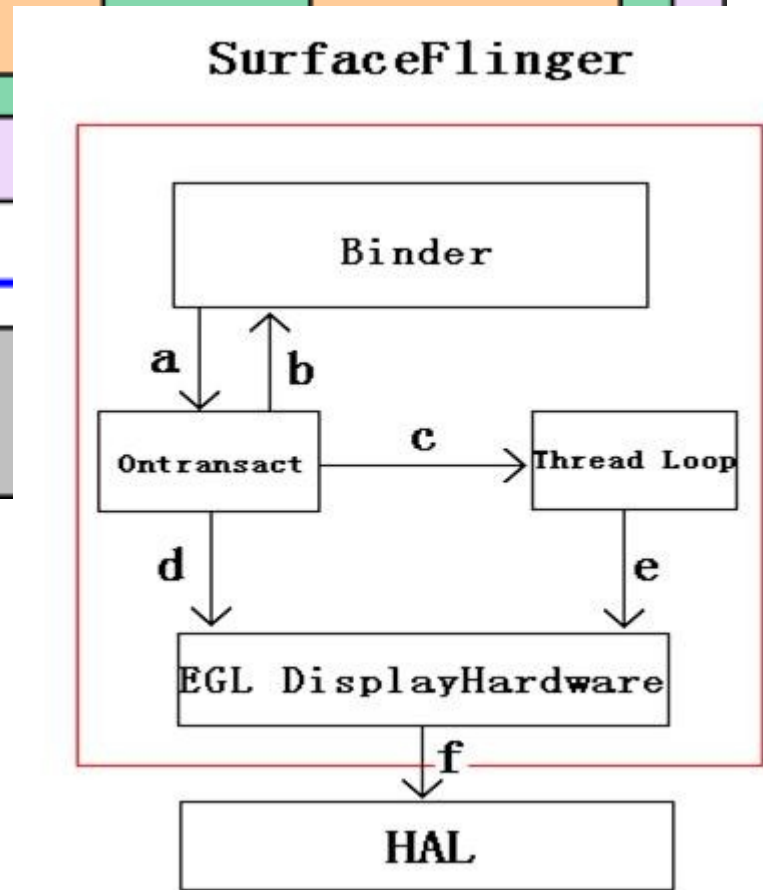 SurfaceFlinger
Binder
a
b
Ontransact
c
Thread Loop
d
e
EGL DisplayHardware
f
HAL